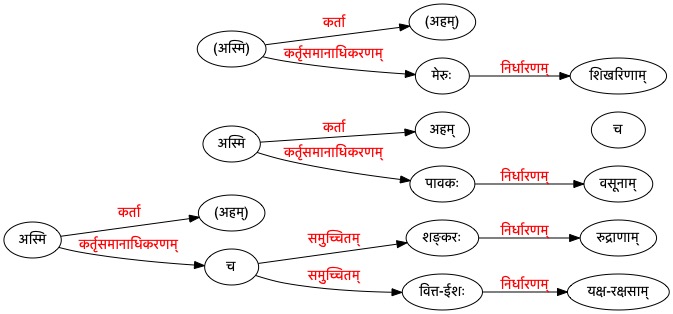 कर्ता (अहम्)
(अस्मि)
कर्तृसमानाधिकरणम् मेरुः निर्धारणम् शिखरिणाम्
कर्ता अहम् च
अस्मि
कर्तृसमानाधिकरणम् पावकः निर्धारणम् वसूनाम्
कर्ता (अहम्)
अस्मि
समुच्चितम् शङ्करः निर्धारणम् रुद्राणाम्
कर्तृसमानाधिकरणम् च
समुच्चितम् वित्त-ईशः निर्धारणम् यक्ष-रक्षसाम्